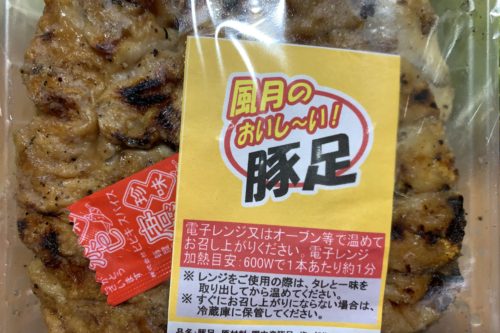 風月の
おいし～い！
豚足
電子レンジ又はオーブン等で温めて
お召し上がりください。電子レンジ
加熱目安：600Wで1本あたり約1分
※レンジをご使用の際は、タレと一味を
取り出してから温めてください。
※すぐにお召し上がりにならない場合は、
冷蔵庫に保管してください。